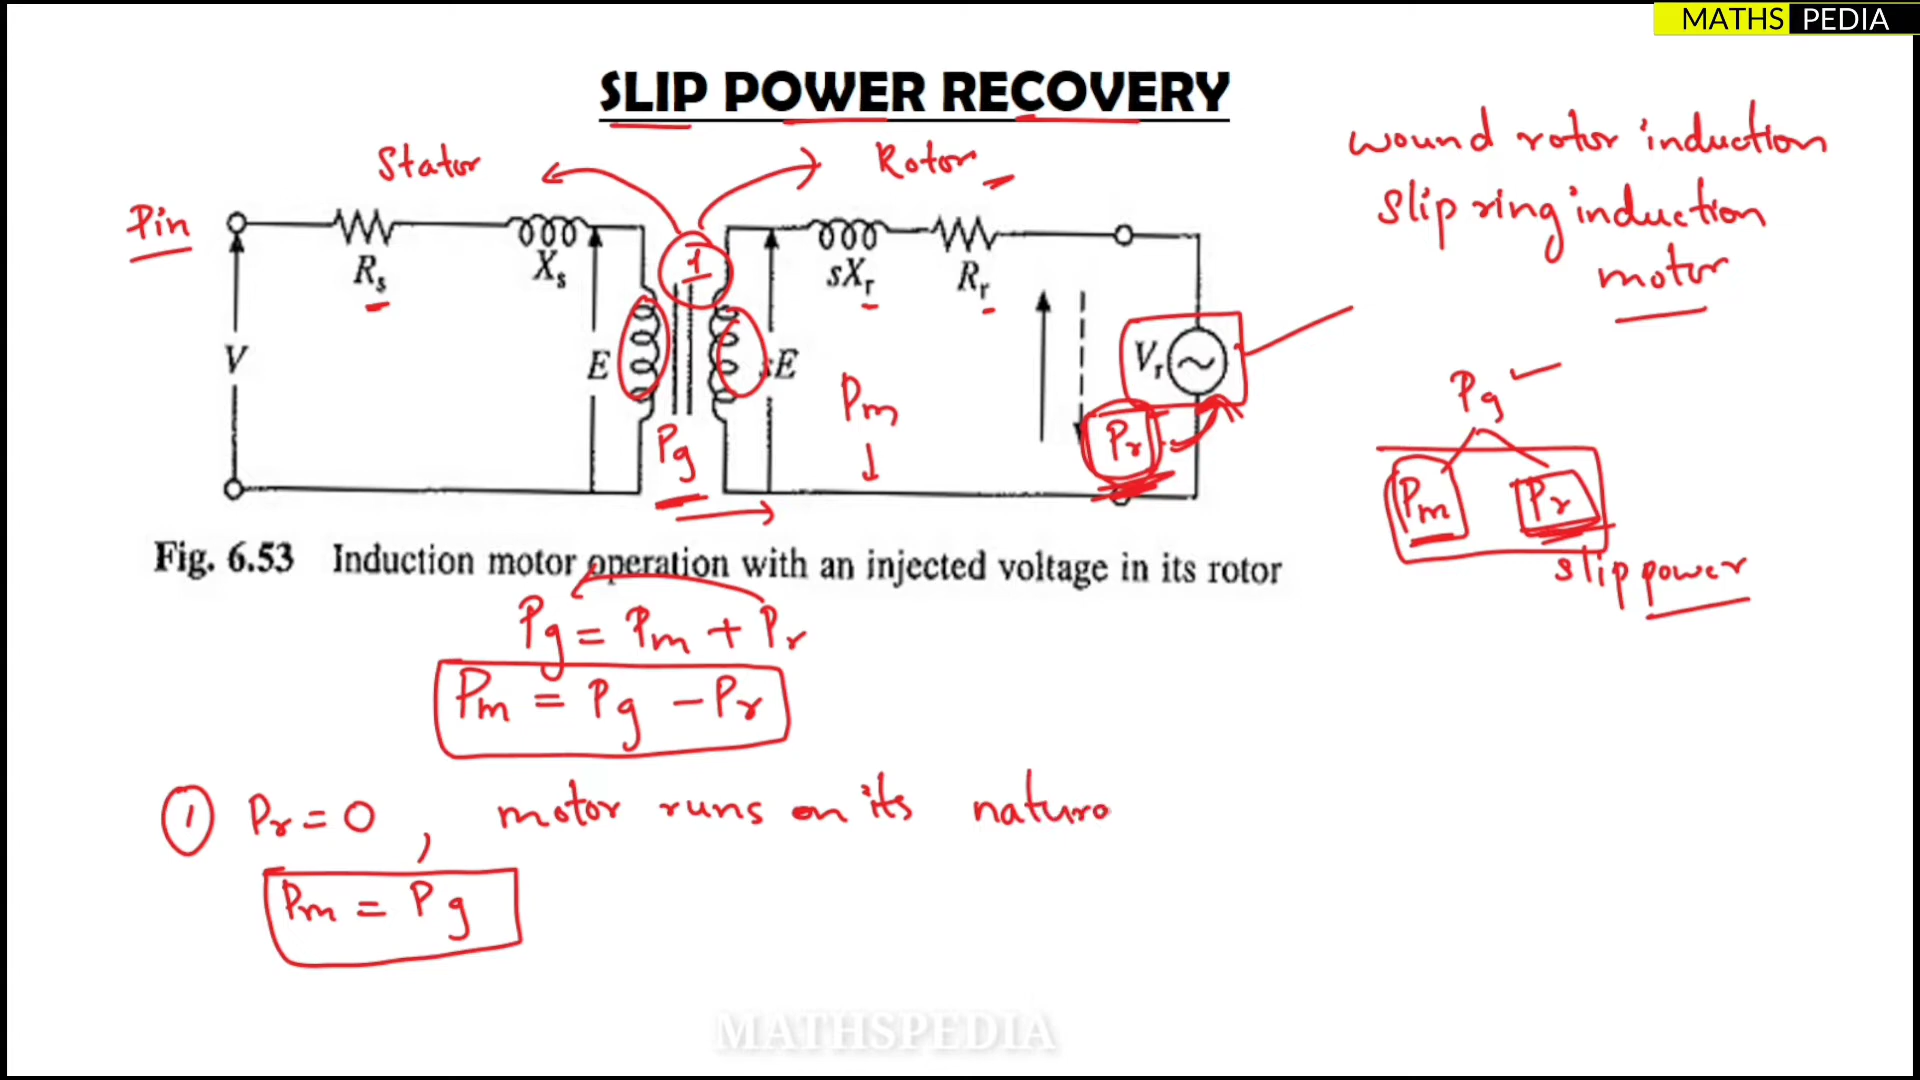 MATHS PEDIA
SLIP POWER RECOVERY
Stator
Rotor
wound rotor induction
slip ring induction
motor
Pin
1
Rs
Xs
sXr
Rr
V
E
sE
Vr
Pm
Pg
Pr
Pg
Pm Pr
slip power
Fig. 6.53 Induction motor operation with an injected voltage in its rotor
Pg = Pm + Pr
Pm = Pg - Pr
1 Pr = 0 , motor runs on its naturo
Pm = Pg
MATHSPEDIA